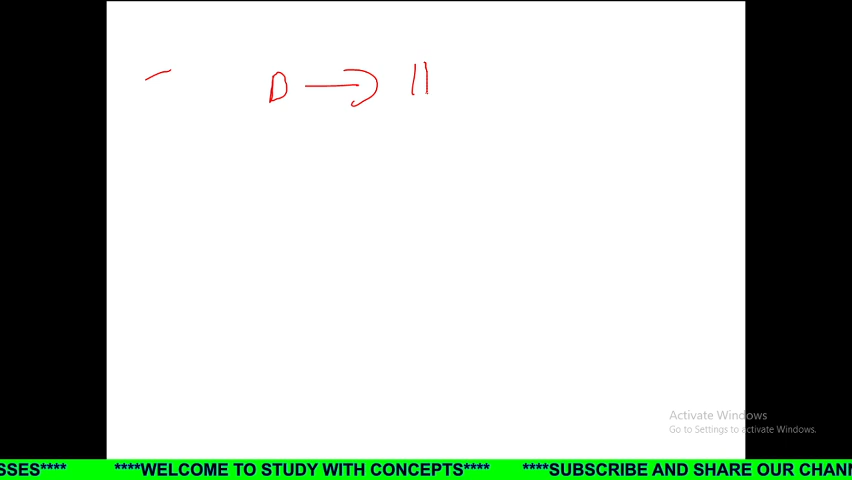 D → 11
Activate Windows
Go to Settings to activate Windows.
SSES**** ****WELCOME TO STUDY WITH CONCEPTS**** ****SUBSCRIBE AND SHARE OUR CHANN